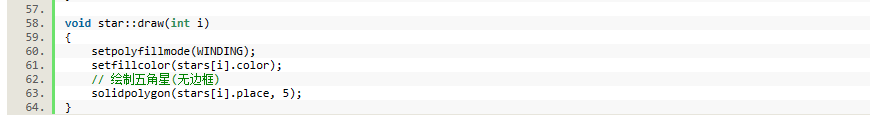 57.
58. void star::draw(int i)
59. {
60.     setpolyfillmode(WINDING);
61.     setfillcolor(stars[i].color);
62.     // 绘制五角星(无边框)
63.     solidpolygon(stars[i].place, 5);
64. }